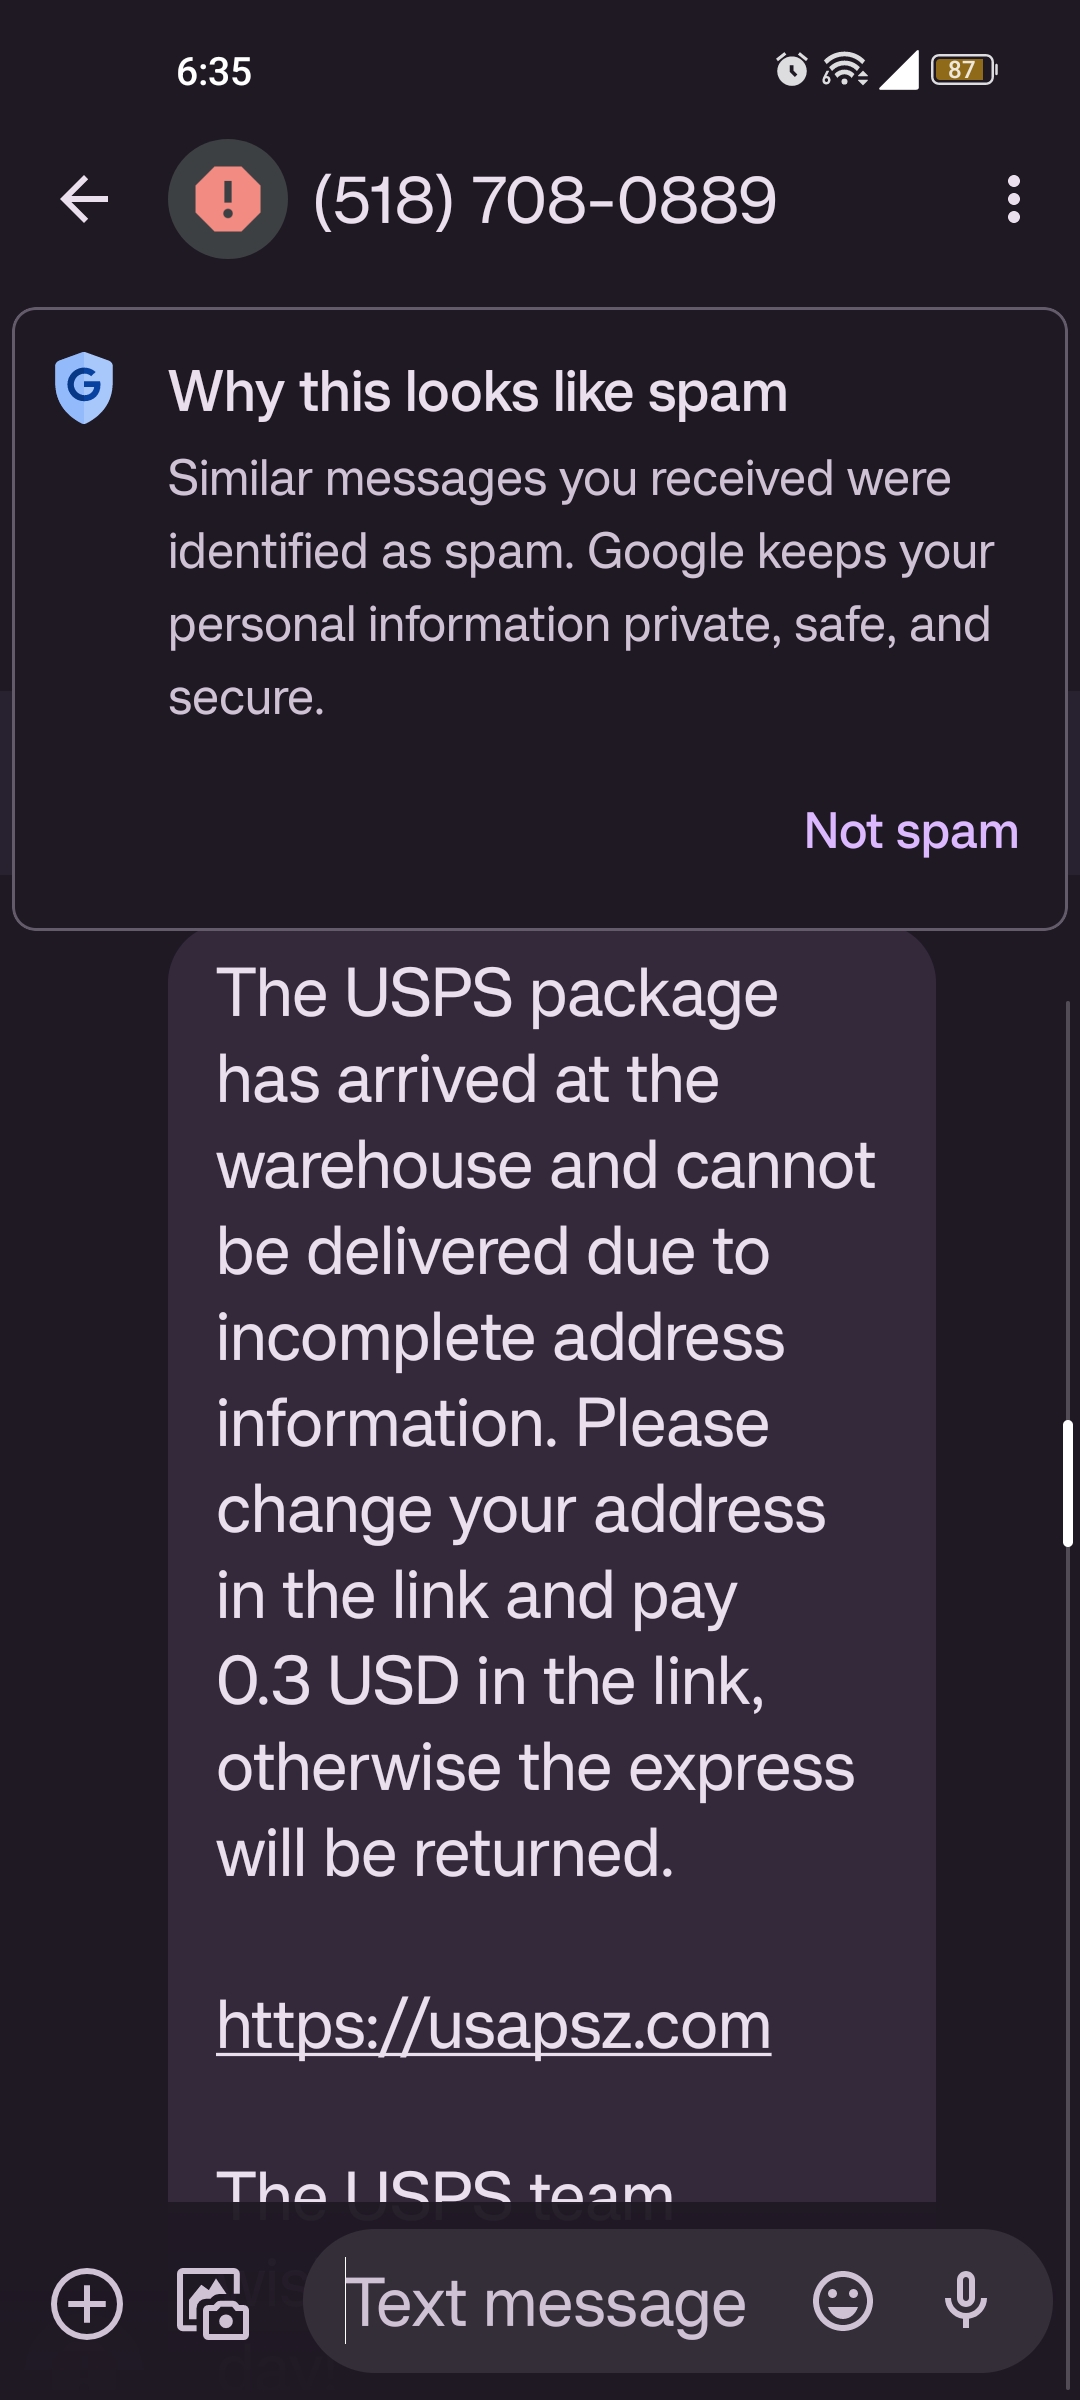 6:35
6
87
(518) 708-0889
Why this looks like spam
Similar messages you received were
identified as spam. Google keeps your
personal information private, safe, and
secure.
Not spam
The USPS package
has arrived at the
warehouse and cannot
be delivered due to
incomplete address
information. Please
change your address
in the link and pay
0.3 USD in the link,
otherwise the express
will be returned.
https://usapsz.com
The USPS team
Text message